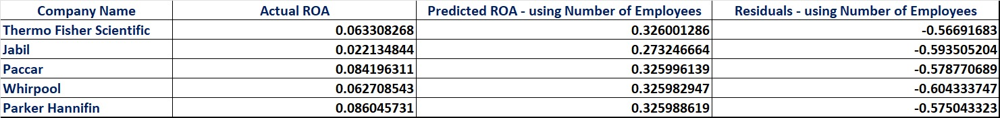 Company Name Actual ROA Predicted ROA - using Number of Employees Residuals - using Number of Employees
Thermo Fisher Scientific 0.063308268 0.326001286 -0.56691683
Jabil 0.022134844 0.273246664 -0.593505204
Paccar 0.084196311 0.325996139 -0.578770689
Whirpool 0.062708543 0.325982947 -0.604333747
Parker Hannifin 0.086045731 0.325988619 -0.575043323